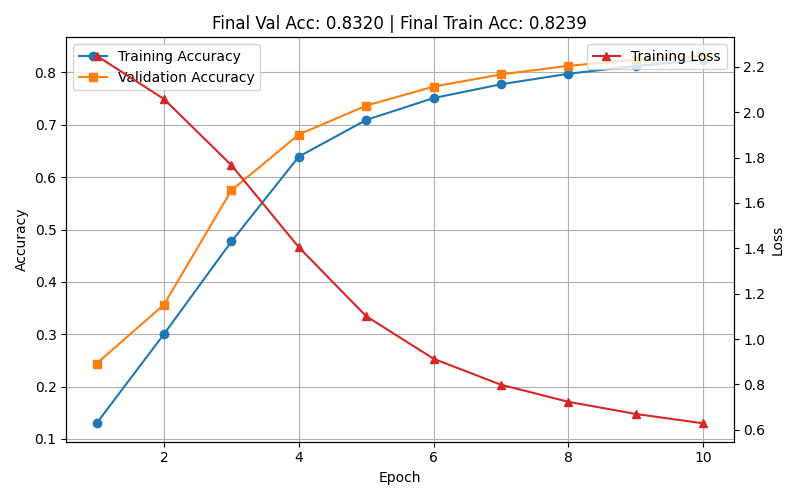 Final Val Acc: 0.8320 | Final Train Acc: 0.8239
Training Accuracy
Validation Accuracy
Training Loss
0.8
0.7
0.6
0.5
0.4
0.3
0.2
0.1
Accuracy
2.2
2.0
1.8
1.6
1.4
1.2
1.0
0.8
0.6
Loss
2 4 6 8 10
Epoch